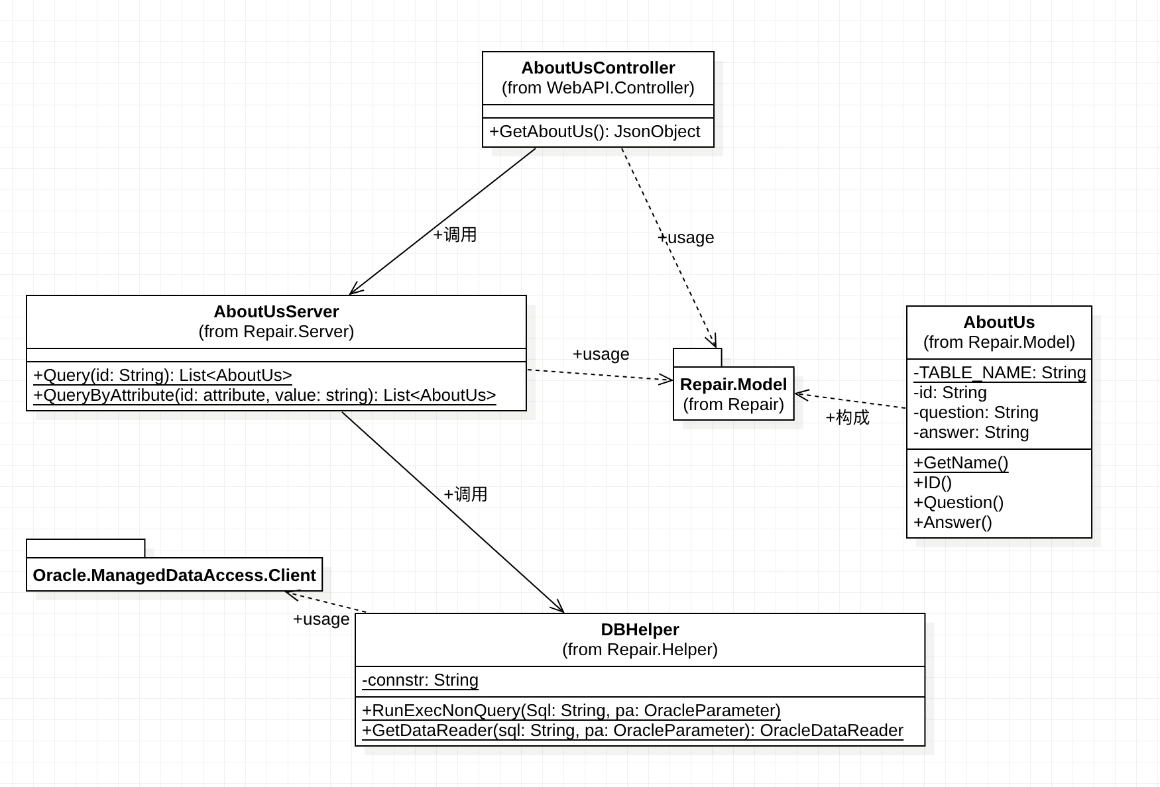 AboutUsController
(from WebAPI.Controller)
+GetAboutUs(): JsonObject
+调用
+usage
AboutUsServer
(from Repair.Server)
+Query(id: String): List<AboutUs>
+QueryByAttribute(id: attribute, value: string): List<AboutUs>
+usage
Repair.Model
(from Repair)
+构成
AboutUs
(from Repair.Model)
-TABLE_NAME: String
-id: String
-question: String
-answer: String
+GetName()
+ID()
+Question()
+Answer()
+调用
Oracle.ManagedDataAccess.Client
+usage
DBHelper
(from Repair.Helper)
-connstr: String
+RunExecNonQuery(Sql: String, pa: OracleParameter)
+GetDataReader(sql: String, pa: OracleParameter): OracleDataReader